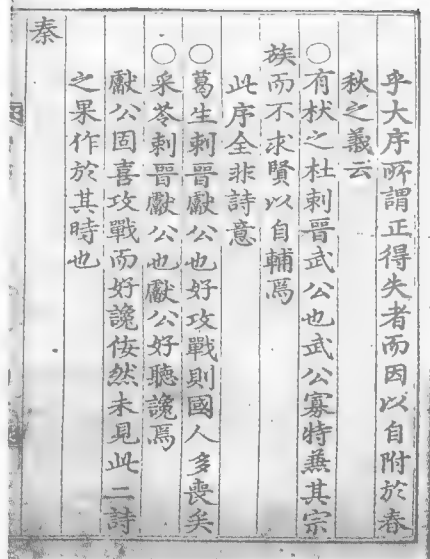 乎大序所謂正得失者而因以自附於春
秋之義云
○有杕之杜刺晉武公也武公寡特兼其宗
族而不求賢以自輔焉
此序全非詩意
○葛生刺晉獻公也好攻戰則國人多喪矣
○采苓刺晉獻公也獻公好聽讒焉
獻公固喜攻戰而好讒佞然未見此二詩
之果作於其時也
秦